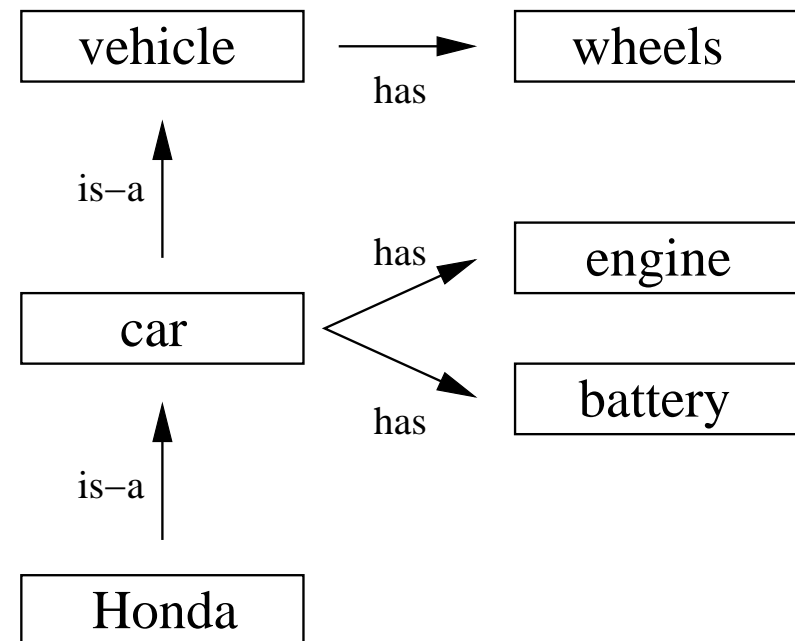 vehicle
wheels
has
is–a
has
engine
car
battery
has
is–a
Honda